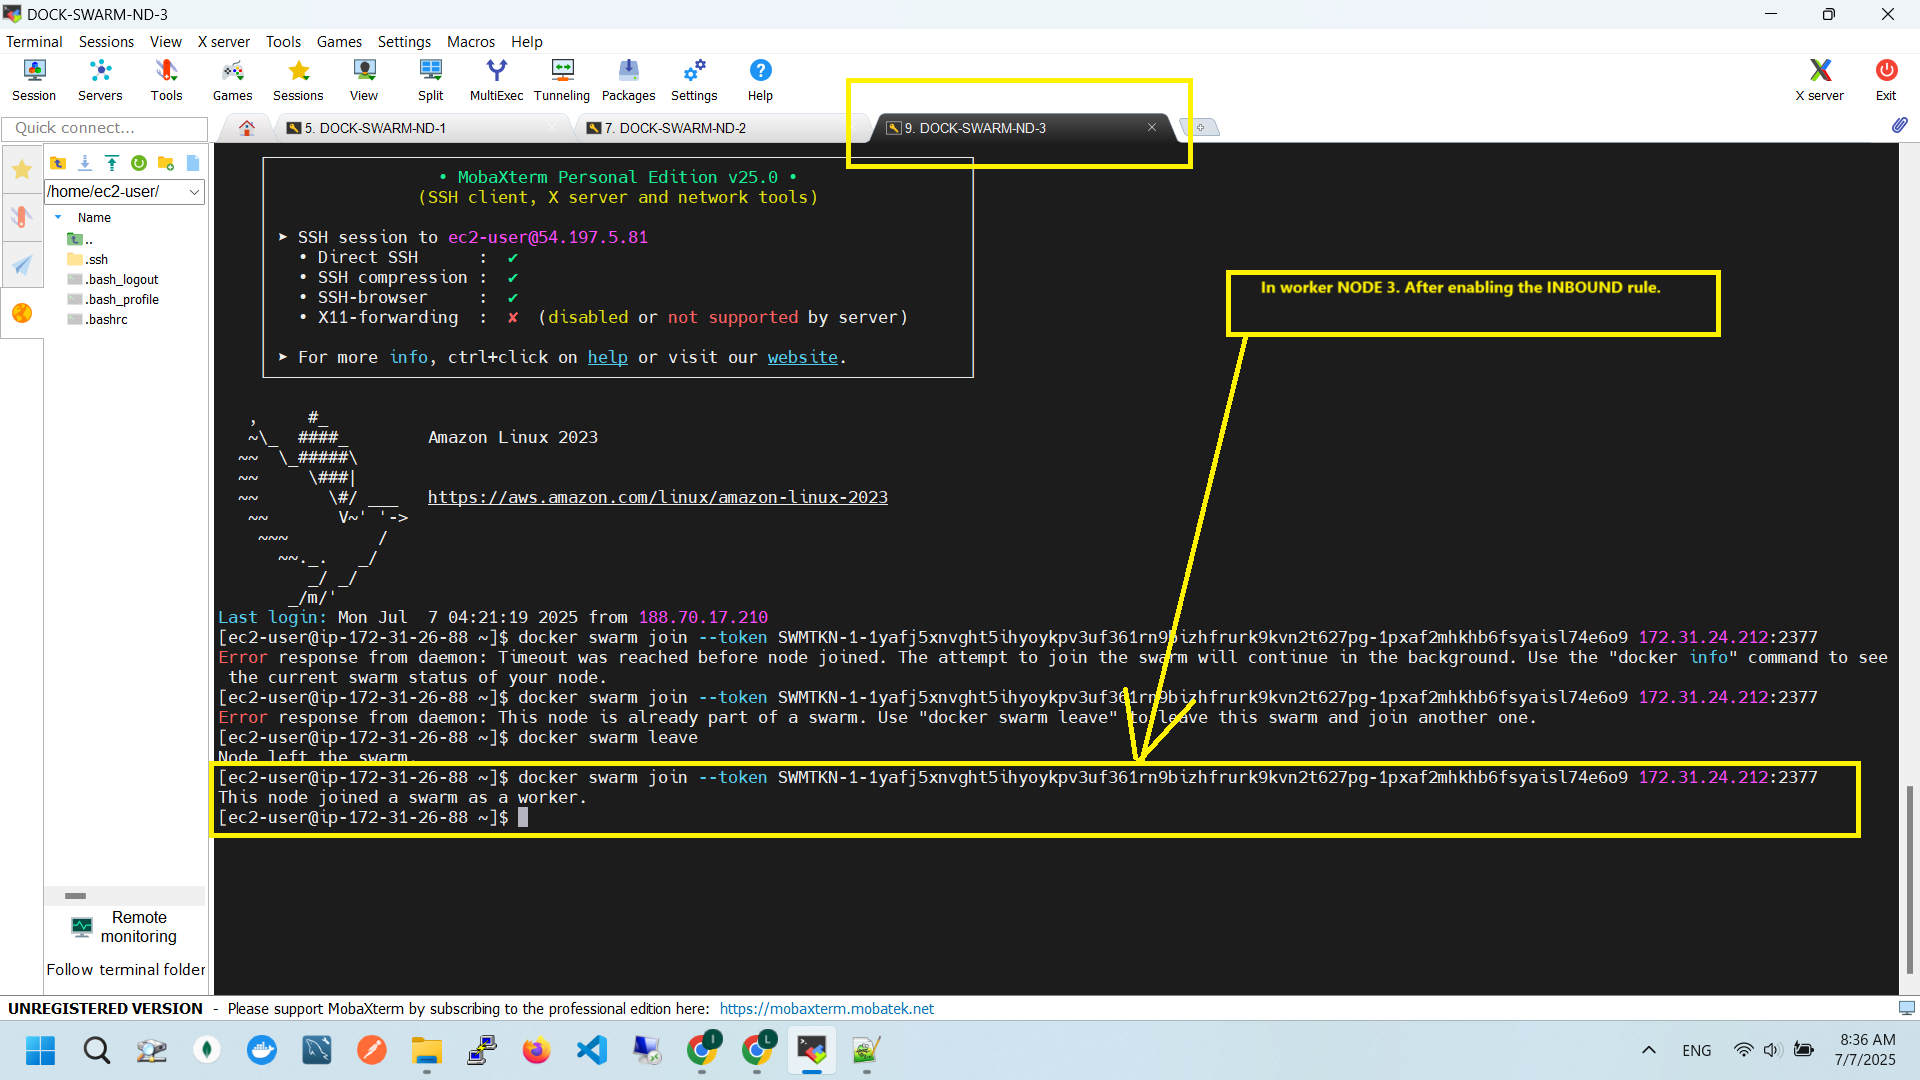 DOCK-SWARM-ND-3
Terminal Sessions View X server Tools Games Settings Macros Help
Session Servers Tools Games Sessions View Split MultiExec Tunneling Packages Settings Help X server Exit
Quick connect...
5. DOCK-SWARM-ND-1
7. DOCK-SWARM-ND-2
9. DOCK-SWARM-ND-3
/home/ec2-user/
Name
..
.ssh
.bash_logout
.bash_profile
.bashrc
• MobaXterm Personal Edition v25.0 •
(SSH client, X server and network tools)
➤ SSH session to ec2-user@54.197.5.81
• Direct SSH : ✔
• SSH compression : ✔
• SSH-browser : ✔
• X11-forwarding : ✘ (disabled or not supported by server)
➤ For more info, ctrl+click on help or visit our website.
In worker NODE 3. After enabling the INBOUND rule.
, #_
~\_ ####_ Amazon Linux 2023
~~ \_#####\
~~ \###|
~~ \#/ ___ https://aws.amazon.com/linux/amazon-linux-2023
~~ V~' '->
~~~ /
~~._. _/
_/ _/
_/m/'
Last login: Mon Jul 7 04:21:19 2025 from 188.70.17.210
[ec2-user@ip-172-31-26-88 ~]$ docker swarm join --token SWMTKN-1-1yafj5xnvght5ihyoykpv3uf361rn9bizhfrurk9kvn2t627pg-1pxaf2mhkhb6fsyaisl74e6o9 172.31.24.212:2377
Error response from daemon: Timeout was reached before node joined. The attempt to join the swarm will continue in the background. Use the "docker info" command to see
the current swarm status of your node.
[ec2-user@ip-172-31-26-88 ~]$ docker swarm join --token SWMTKN-1-1yafj5xnvght5ihyoykpv3uf361rn9bizhfrurk9kvn2t627pg-1pxaf2mhkhb6fsyaisl74e6o9 172.31.24.212:2377
Error response from daemon: This node is already part of a swarm. Use "docker swarm leave" to leave this swarm and join another one.
[ec2-user@ip-172-31-26-88 ~]$ docker swarm leave
Node left the swarm.
[ec2-user@ip-172-31-26-88 ~]$ docker swarm join --token SWMTKN-1-1yafj5xnvght5ihyoykpv3uf361rn9bizhfrurk9kvn2t627pg-1pxaf2mhkhb6fsyaisl74e6o9 172.31.24.212:2377
This node joined a swarm as a worker.
[ec2-user@ip-172-31-26-88 ~]$
Remote
monitoring
Follow terminal folder
UNREGISTERED VERSION - Please support MobaXterm by subscribing to the professional edition here: https://mobaxterm.mobatek.net
I
L
ENG
8:36 AM
7/7/2025